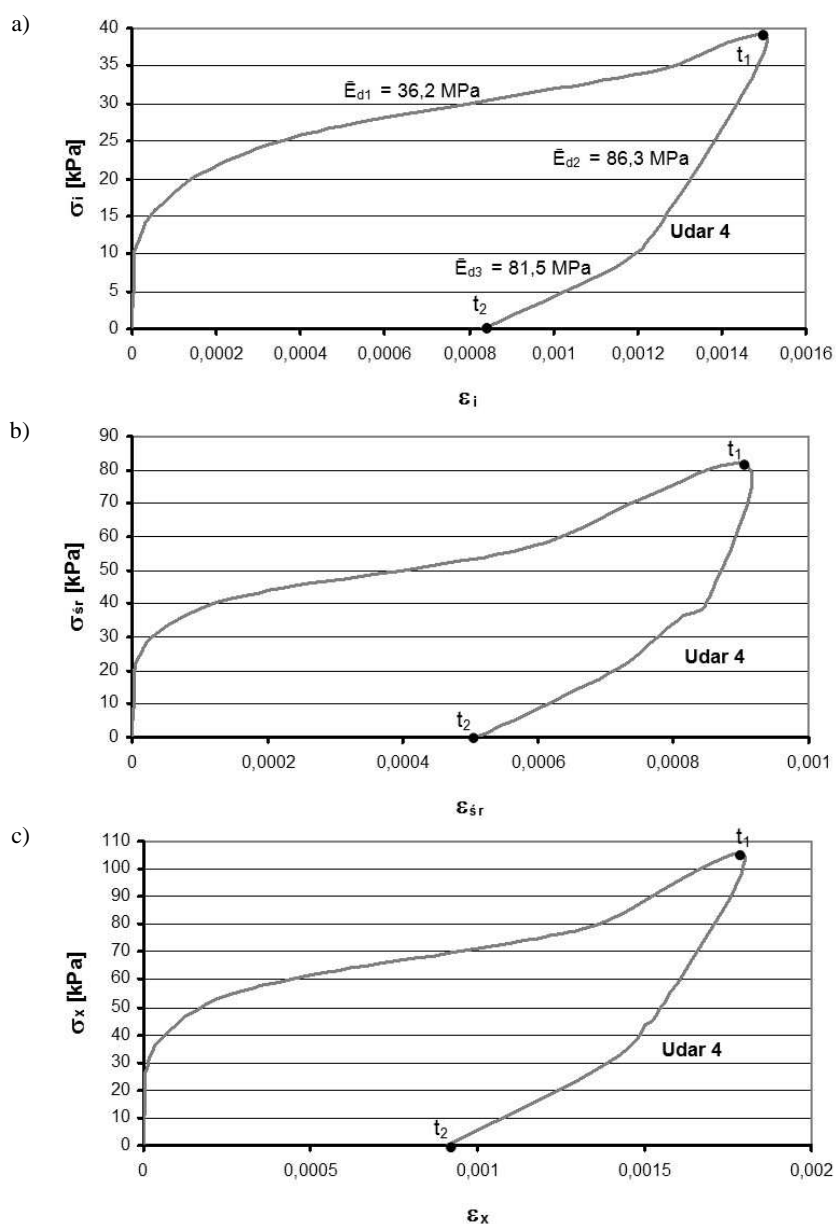 a)
40
35
30
25
20
15
10
5
0
σi [kPa]
t1
Ēd1 = 36,2 MPa
Ēd2 = 86,3 MPa
Udar 4
Ēd3 = 81,5 MPa
t2
0 0,0002 0,0004 0,0006 0,0008 0,001 0,0012 0,0014 0,0016
εi
b)
90
80
70
60
50
40
30
20
10
0
σśr [kPa]
t1
Udar 4
t2
0 0,0002 0,0004 0,0006 0,0008 0,001
εśr
c)
110
100
90
80
70
60
50
40
30
20
10
0
σx [kPa]
t1
Udar 4
t2
0 0,0005 0,001 0,0015 0,002
εx